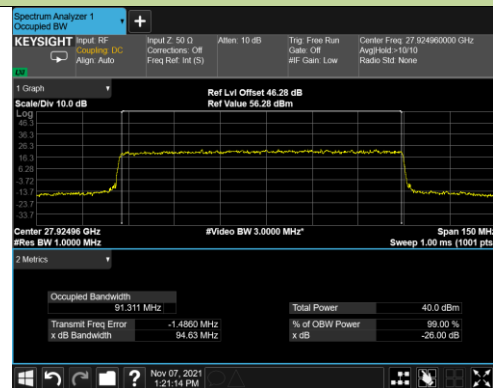 Spectrum Analyzer 1
Occupied BW
KEYSIGHT Input: RF Input Z: 50 Ω Atten: 10 dB Trig: Free Run Center Freq: 27.924960000 GHz
Coupling: DC Corrections: Off Gate: Off Avg|Hold:>10/10
Align: Auto Freq Ref: Int (S) #IF Gain: Low Radio Std: None
LXI
1 Graph
Ref Lvl Offset 46.28 dB
Scale/Div 10.0 dB Ref Value 56.28 dBm
Log
46.3
36.3
26.3
16.3
6.28
-3.72
-13.7
-23.7
-33.7
Center 27.92496 GHz #Video BW 3.0000 MHz* Span 150 MHz
#Res BW 1.0000 MHz Sweep 1.00 ms (1001 pts
2 Metrics
Occupied Bandwidth
91.311 MHz Total Power 40.0 dBm
Transmit Freq Error -1.4860 MHz % of OBW Power 99.00 %
x dB Bandwidth 94.63 MHz x dB -26.00 dB
? Nov 07, 2021
1:21:14 PM